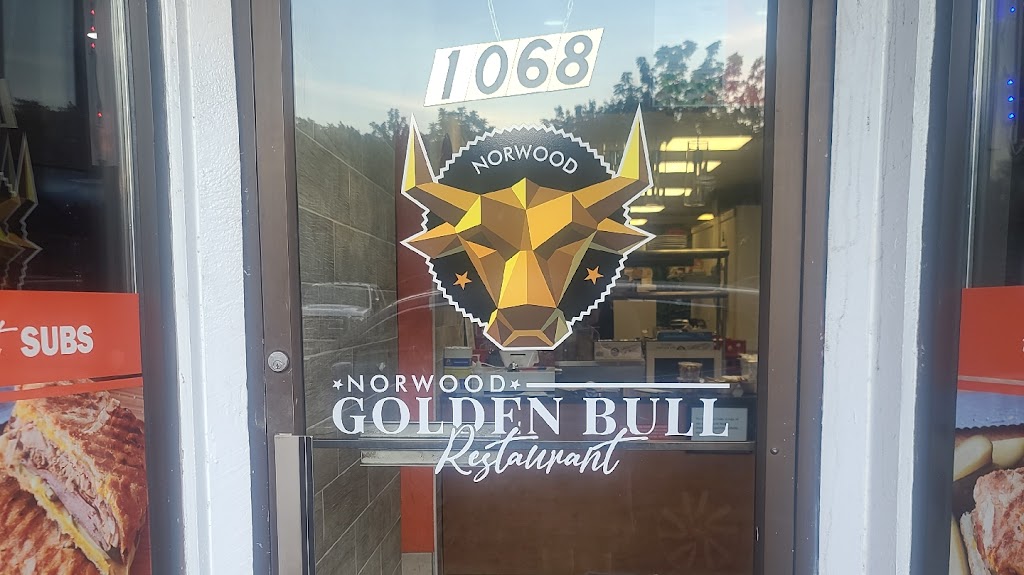 1068
NORWOOD
SUBS
NORWOOD
GOLDEN BULL
Restaurant